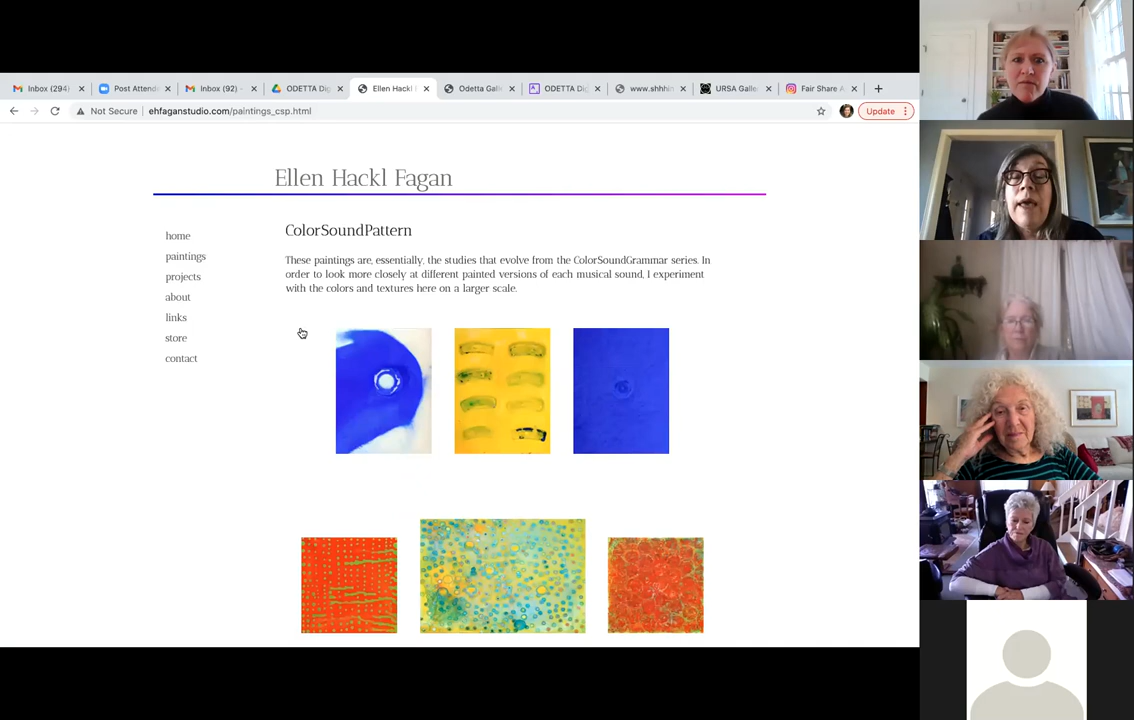 Inbox (294)
Post Attend
Inbox (92) -
ODETTA Dig
Ellen Hackl F
Odetta Gall
ODETTA Dig
www.shhhin
URSA Galle
Fair Share A
Not Secure
ehfaganstudio.com/paintings_csp.html
Update
Ellen Hackl Fagan
home
paintings
projects
about
links
store
contact
ColorSoundPattern
These paintings are, essentially, the studies that evolve from the ColorSoundGrammar series. In
order to look more closely at different painted versions of each musical sound, I experiment
with the colors and textures here on a larger scale.